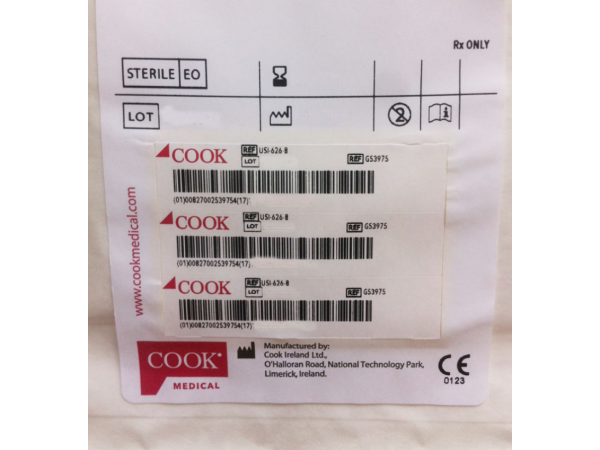 Rx ONLY
STERILE EO
LOT
2
i
COOK REF USI-626-B REF G53975
LOT
(01)00827002539754(17)
COOK REF USI-626-B REF G53975
LOT
(01)00827002539754(17)
COOK REF USI-626-B REF G53975
LOT
(01)00827002539754(17)
www.cookmedical.com
COOK®
MEDICAL
Manufactured by:
Cook Ireland Ltd.,
O'Halloran Road, National Technology Park,
Limerick, Ireland.
CE
0123